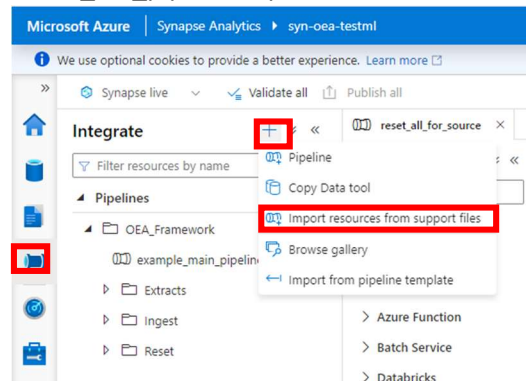 Microsoft Azure Synapse Analytics syn-oea-testml
We use optional cookies to provide a better experience. Learn more
Synapse live Validate all Publish all
Integrate
reset_all_for_source
Filter resources by name
Pipeline
Copy Data tool
Import resources from support files
Browse gallery
Import from pipeline template
Pipelines
OEA_Framework
example_main_pipelin
Extracts
Ingest
Reset
Azure Function
Batch Service
Databricks